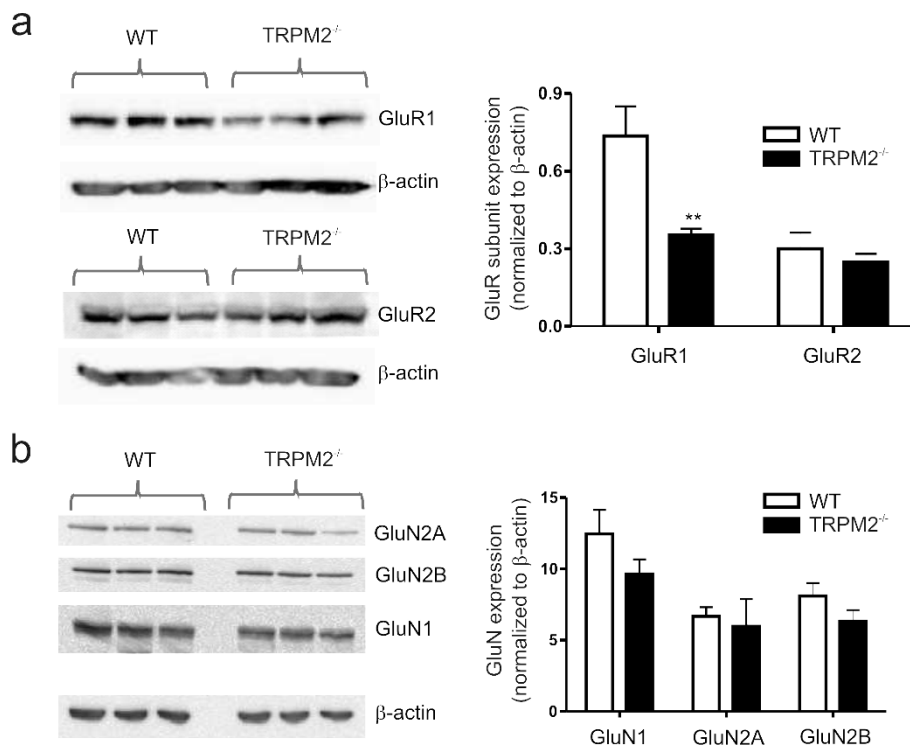 a
WT TRPM2-/-
GluR1
β-actin
WT TRPM2-/-
GluR2
β-actin
GluR subunit expression
(normalized to β-actin)
0.9
0.6
0.3
0.0
WT
TRPM2-/-
**
GluR1 GluR2
b
WT TRPM2-/-
GluN2A
GluN2B
GluN1
β-actin
GluN expression
(normalized to β-actin)
15
10
5
0
WT
TRPM2-/-
GluN1 GluN2A GluN2B